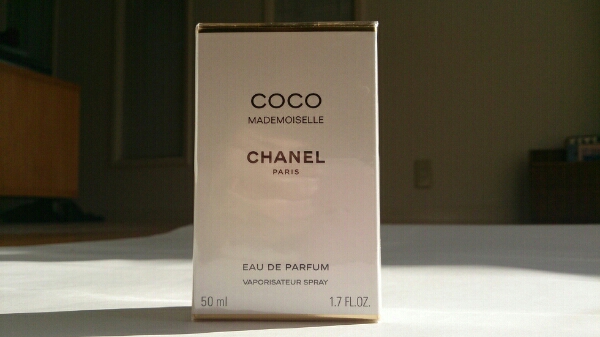 COCO
MADEMOISELLE
CHANEL
PARIS
EAU DE PARFUM
VAPORISATEUR SPRAY
50 ml 1.7 FL.OZ.